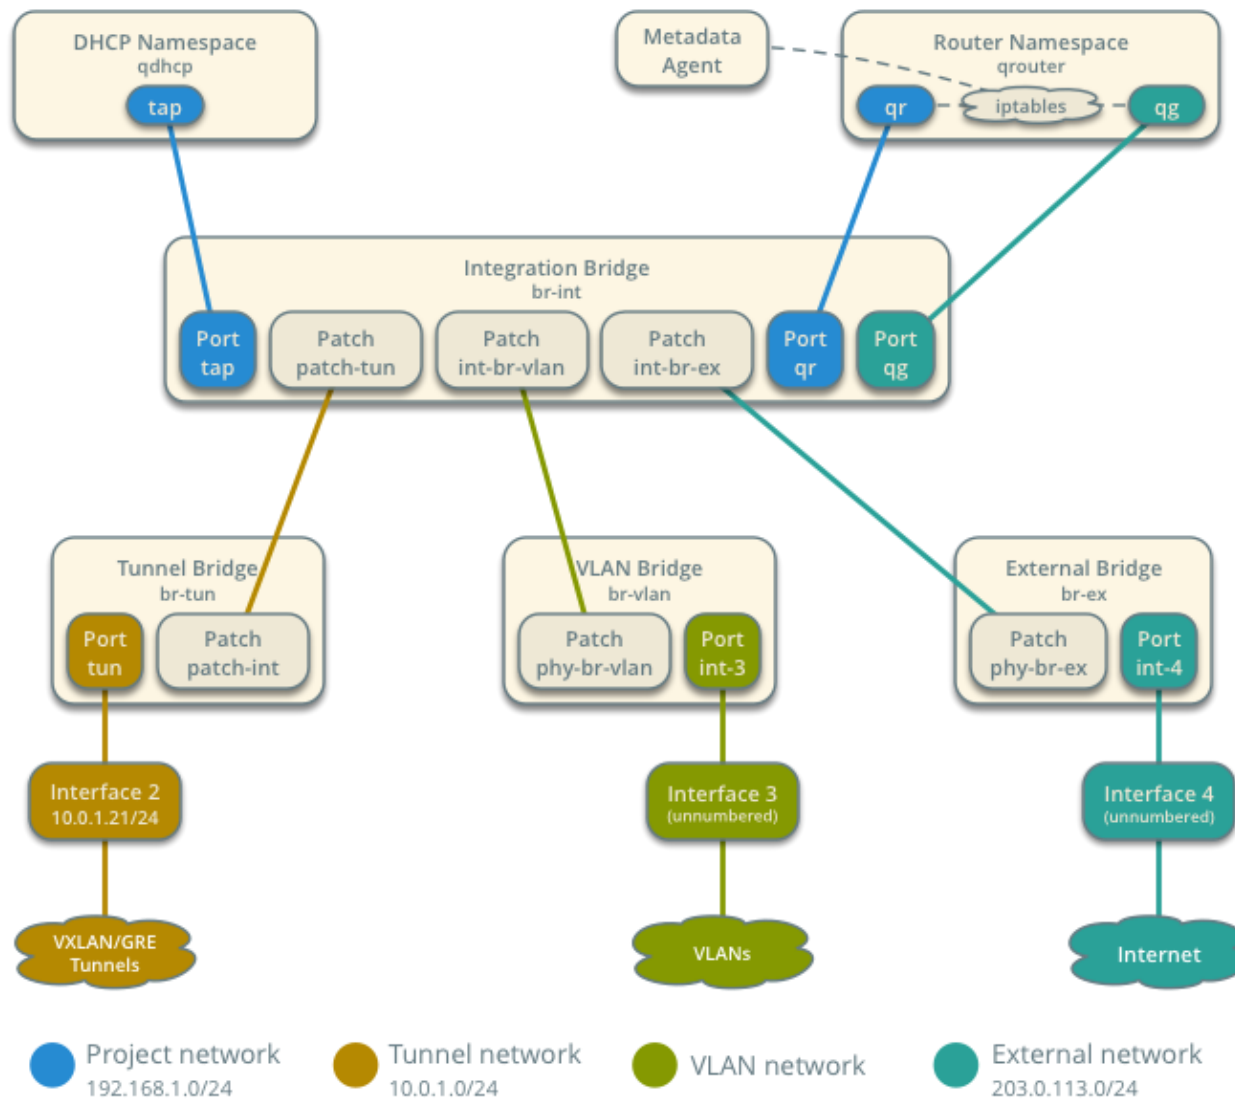 DHCP Namespace
qdhcp
tap
Metadata
Agent
Router Namespace
qrouter
qr
iptables
qg
Integration Bridge
br-int
Port
tap
Patch
patch-tun
Patch
int-br-vlan
Patch
int-br-ex
Port
qr
Port
qg
Tunnel Bridge
br-tun
Port
tun
Patch
patch-int
VLAN Bridge
br-vlan
Patch
phy-br-vlan
Port
int-3
External Bridge
br-ex
Patch
phy-br-ex
Port
int-4
Interface 2
10.0.1.21/24
Interface 3
(unnumbered)
Interface 4
(unnumbered)
VXLAN/GRE
Tunnels
VLANs
Internet
Project network
192.168.1.0/24
Tunnel network
10.0.1.0/24
VLAN network
External network
203.0.113.0/24